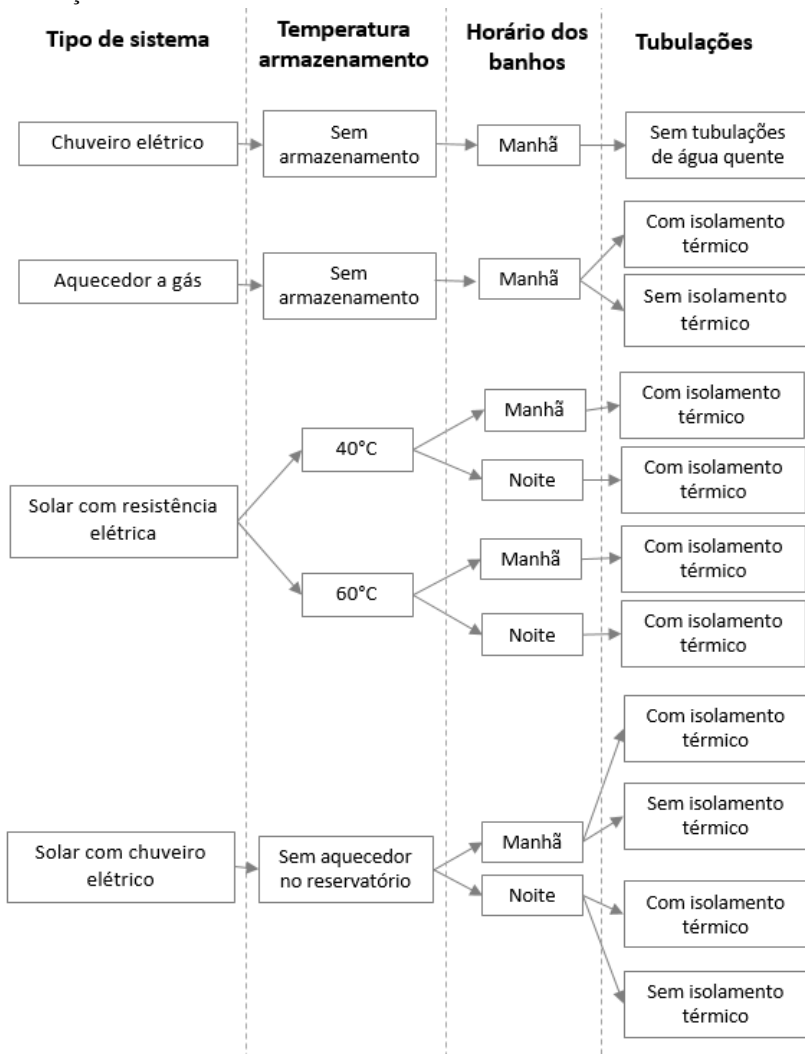 Tipo de sistema
Temperatura
armazenamento
Horário dos
banhos
Tubulações
Chuveiro elétrico
Sem
armazenamento
Manhã
Sem tubulações
de água quente
Aquecedor a gás
Sem
armazenamento
Manhã
Com isolamento
térmico
Sem isolamento
térmico
Solar com resistência
elétrica
40°C
Manhã
Com isolamento
térmico
Noite
Com isolamento
térmico
60°C
Manhã
Com isolamento
térmico
Noite
Com isolamento
térmico
Solar com chuveiro
elétrico
Sem aquecedor
no reservatório
Manhã
Com isolamento
térmico
Sem isolamento
térmico
Noite
Com isolamento
térmico
Sem isolamento
térmico